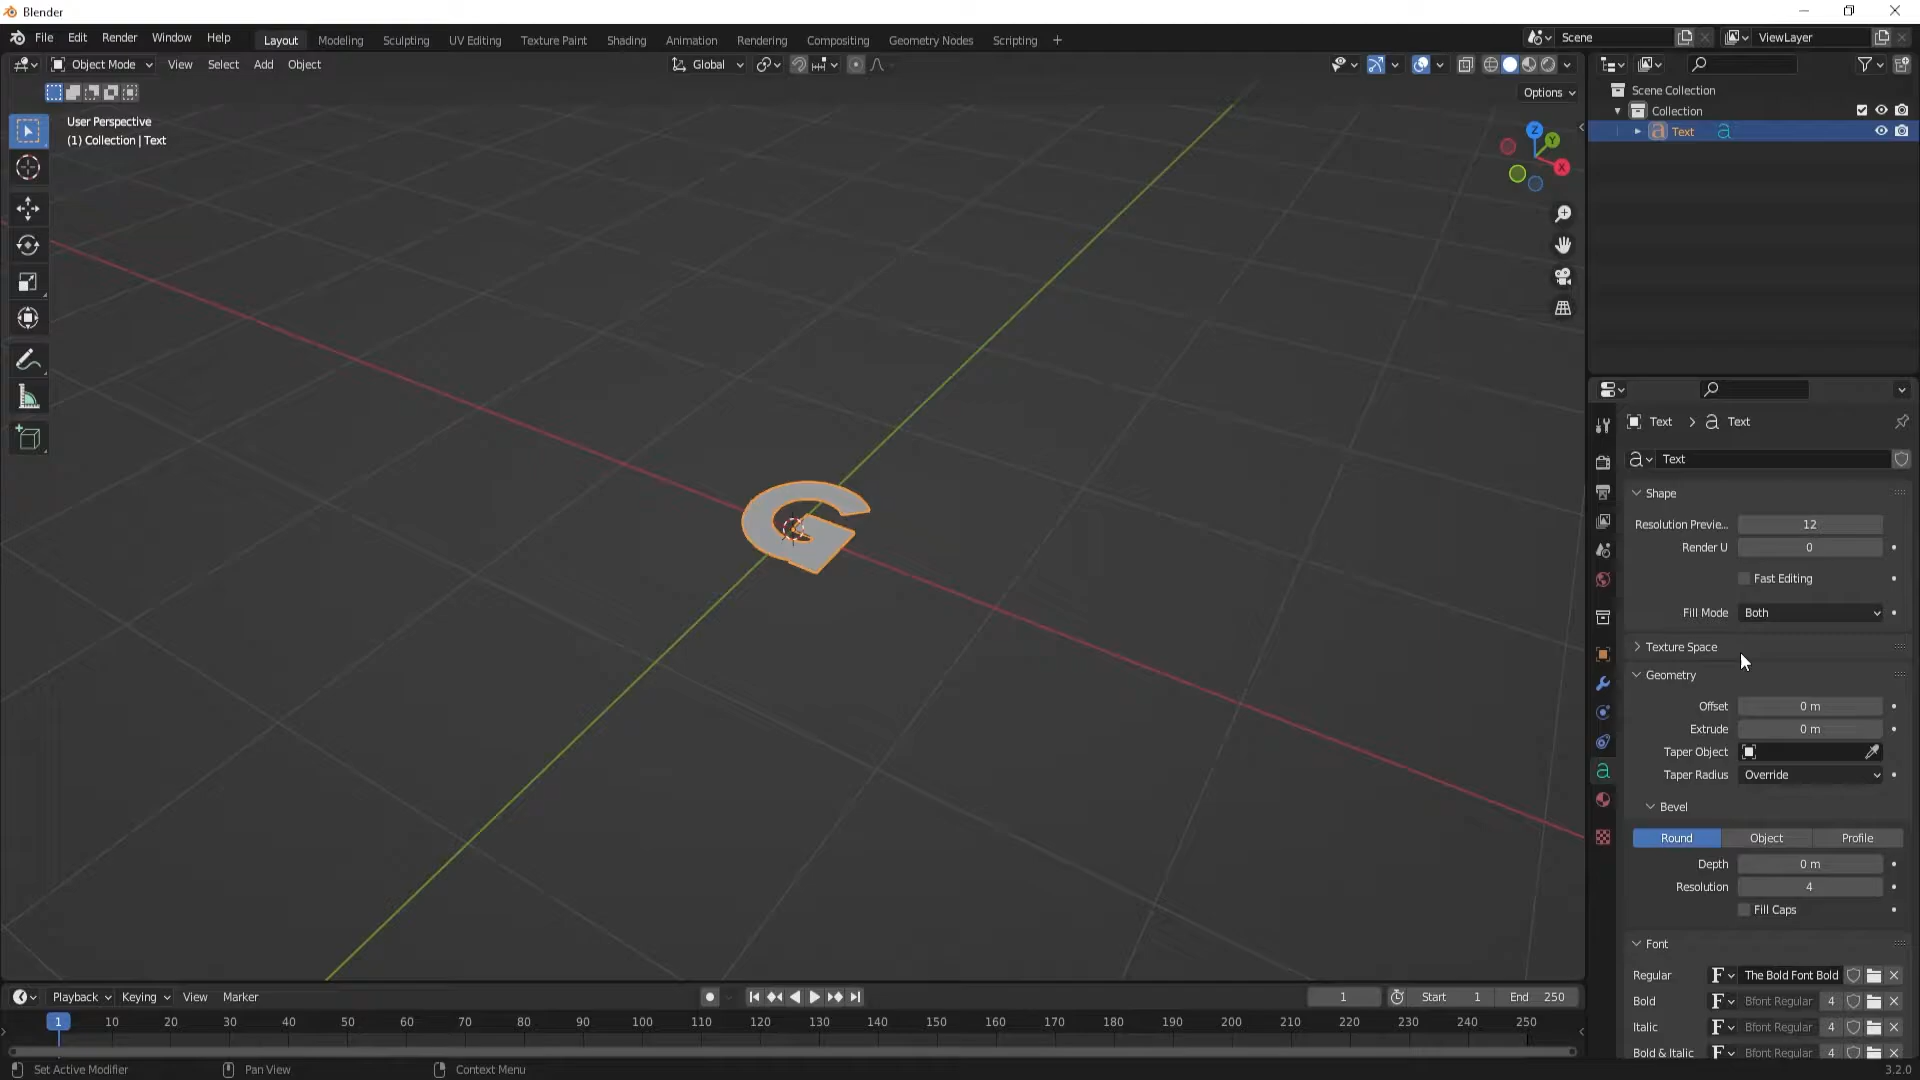 Blender
File Edit Render Window Help
Layout Modeling Sculpting UV Editing Texture Paint Shading Animation Rendering Compositing Geometry Nodes Scripting +
Scene
ViewLayer
Object Mode View Select Add Object
Global
Options
User Perspective
(1) Collection | Text
Z
Y
X
G
Scene Collection
Collection
Text
Text > Text
Text
Shape
Resolution Previe... 12
Render U 0
Fast Editing
Fill Mode Both
Texture Space
Geometry
Offset 0 m
Extrude 0 m
Taper Object
Taper Radius Override
Bevel
Round Object Profile
Depth 0 m
Resolution 4
Fill Caps
Font
Regular The Bold Font Bold
Bold Bfont Regular 4
Italic Bfont Regular 4
Bold & Italic Bfont Regular 4
Playback Keying View Marker
1 Start 1 End 250
1 10 20 30 40 50 60 70 80 90 100 110 120 130 140 150 160 170 180 190 200 210 220 230 240 250
Set Active Modifier Pan View Context Menu
3.2.0